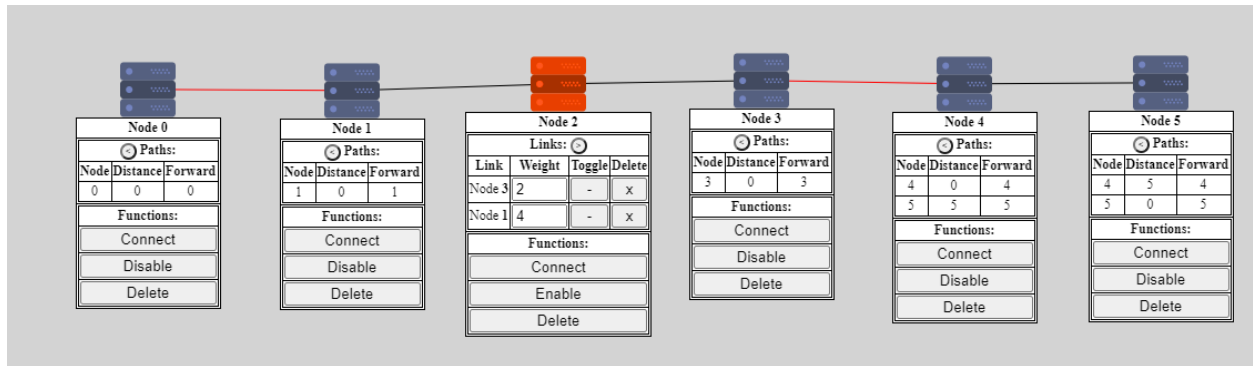 Node 0
< Paths:
Node Distance Forward
0 0 0
Functions:
Connect
Disable
Delete
Node 1
< Paths:
Node Distance Forward
1 0 1
Functions:
Connect
Disable
Delete
Node 2
Links: >
Link Weight Toggle Delete
Node 3 2 - x
Node 1 4 - x
Functions:
Connect
Enable
Delete
Node 3
< Paths:
Node Distance Forward
3 0 3
Functions:
Connect
Disable
Delete
Node 4
< Paths:
Node Distance Forward
4 0 4
5 5 5
Functions:
Connect
Disable
Delete
Node 5
< Paths:
Node Distance Forward
4 5 4
5 0 5
Functions:
Connect
Disable
Delete